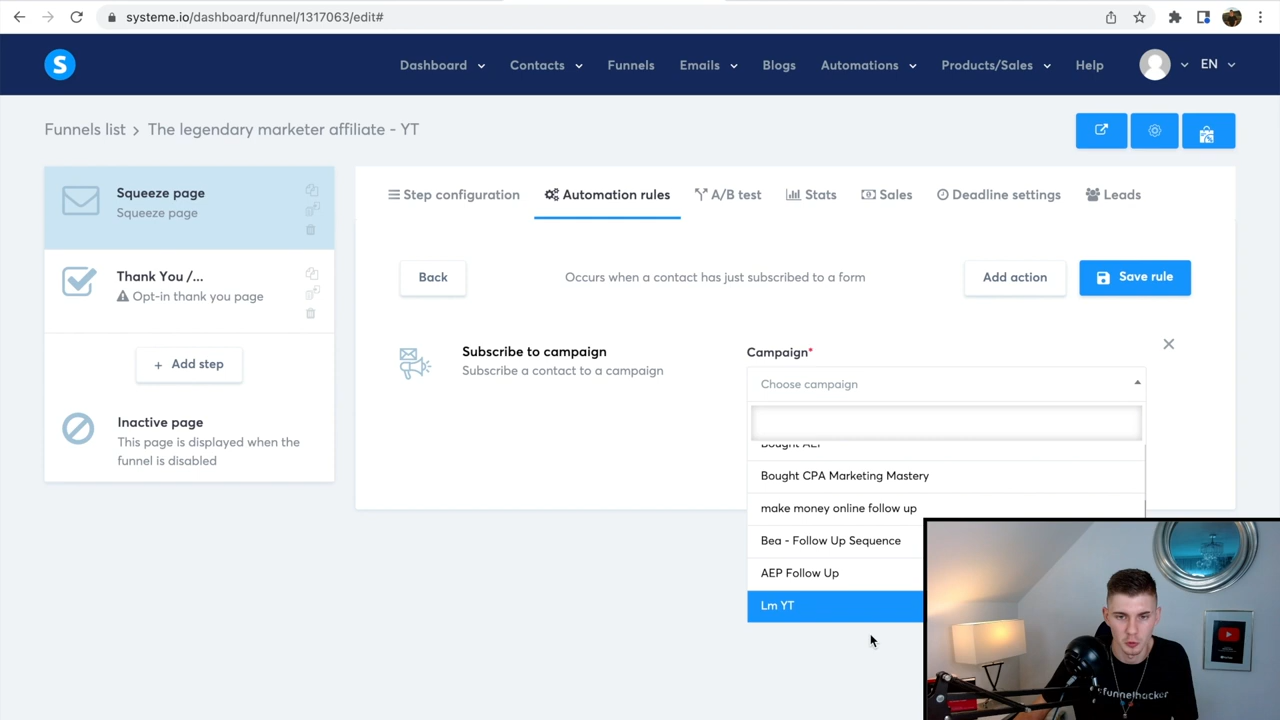 systeme.io/dashboard/funnel/1317063/edit#
S
Dashboard
Contacts
Funnels
Emails
Blogs
Automations
Products/Sales
Help
EN
Funnels list > The legendary marketer affiliate - YT
Squeeze page
Squeeze page
Thank You /...
Opt-in thank you page
+ Add step
Inactive page
This page is displayed when the
funnel is disabled
Step configuration
Automation rules
A/B test
Stats
Sales
Deadline settings
Leads
Back
Occurs when a contact has just subscribed to a form
Add action
Save rule
Subscribe to campaign
Subscribe a contact to a campaign
Campaign*
Choose campaign
Bought AEP
Bought CPA Marketing Mastery
make money online follow up
Bea - Follow Up Sequence
AEP Follow Up
Lm YT
#funnelhacker